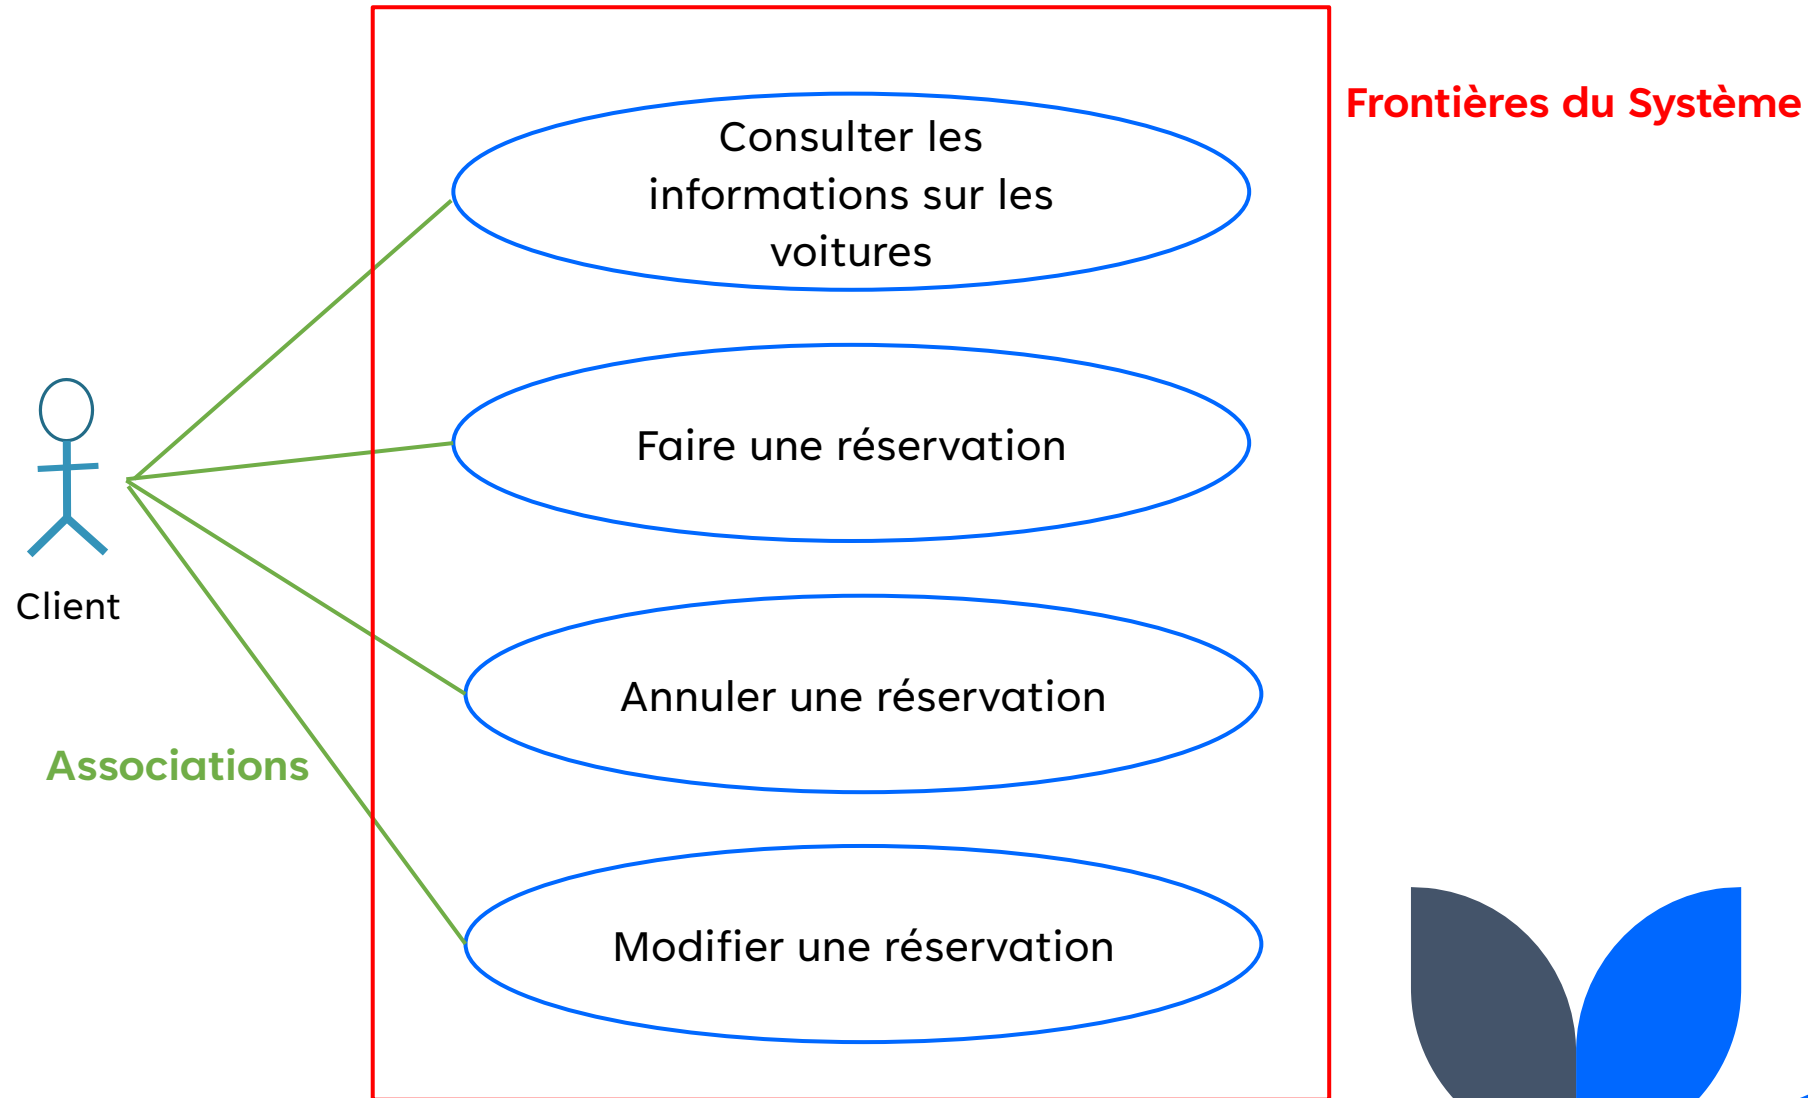 Frontières du Système
Consulter les
informations sur les
voitures
Faire une réservation
Client
Annuler une réservation
Associations
Modifier une réservation